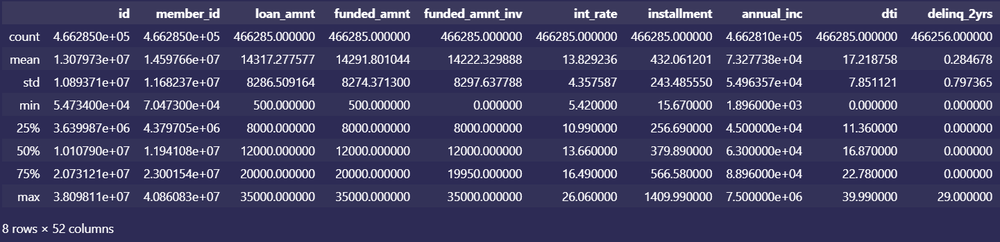 id member_id loan_amnt funded_amnt funded_amnt_inv int_rate installment annual_inc dti delinq_2yrs
count 4.662850e+05 4.662850e+05 466285.000000 466285.000000 466285.000000 466285.000000 466285.000000 4.662810e+05 466285.000000 466256.000000
mean 1.307973e+07 1.459766e+07 14317.277577 14291.801044 14222.329888 13.829236 432.061201 7.327738e+04 17.218758 0.284678
std 1.089371e+07 1.168237e+07 8286.509164 8274.371300 8297.637788 4.357587 243.485550 5.496357e+04 7.851121 0.797365
min 5.473400e+04 7.047300e+04 500.000000 500.000000 0.000000 5.420000 15.670000 1.896000e+03 0.000000 0.000000
25% 3.639987e+06 4.379705e+06 8000.000000 8000.000000 8000.000000 10.990000 256.690000 4.500000e+04 11.360000 0.000000
50% 1.010790e+07 1.194108e+07 12000.000000 12000.000000 12000.000000 13.660000 379.890000 6.300000e+04 16.870000 0.000000
75% 2.073121e+07 2.300154e+07 20000.000000 20000.000000 19950.000000 16.490000 566.580000 8.896000e+04 22.780000 0.000000
max 3.809811e+07 4.086083e+07 35000.000000 35000.000000 35000.000000 26.060000 1409.990000 7.500000e+06 39.990000 29.000000
8 rows × 52 columns